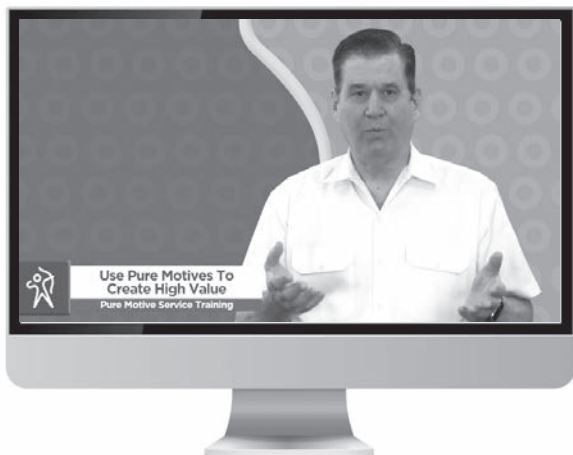 Use Pure Motives To
Create High Value
Pure Motive Service Training